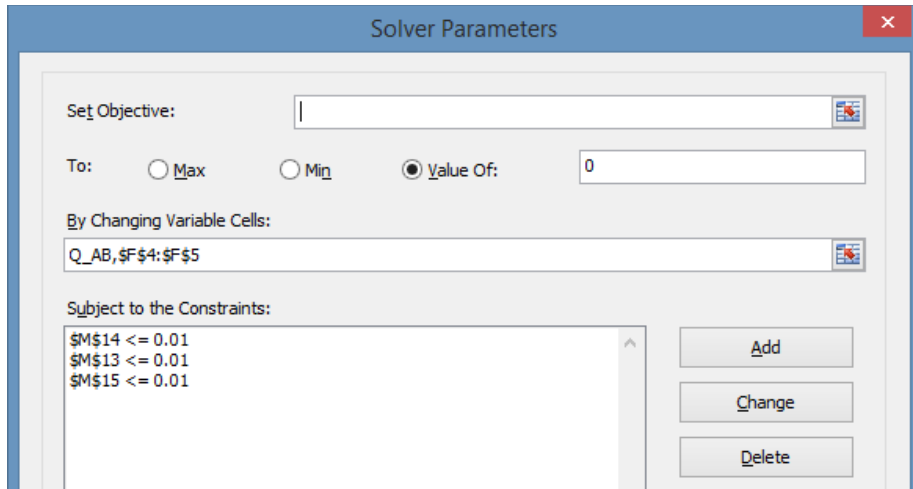 Solver Parameters
Set Objective:
To: Max Min Value Of: 0
By Changing Variable Cells:
Q_AB,$F$4:$F$5
Subject to the Constraints:
$M$14 <= 0.01
$M$13 <= 0.01
$M$15 <= 0.01
Add
Change
Delete